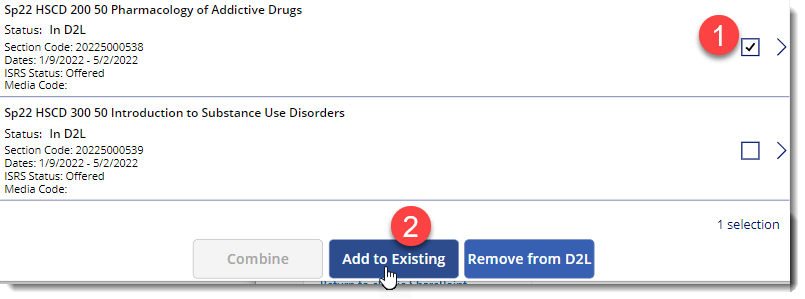 Sp22 HSCD 200 50 Pharmacology of Addictive Drugs
Status: In D2L
1
Section Code: 20225000538
Dates: 1/9/2022 - 5/2/2022
ISRS Status: Offered
Media Code:
Sp22 HSCD 300 50 Introduction to Substance Use Disorders
Status: In D2L
Section Code: 20225000539
Dates: 1/9/2022 - 5/2/2022
ISRS Status: Offered
Media Code:
1 selection
2
Combine Add to Existing Remove from D2L